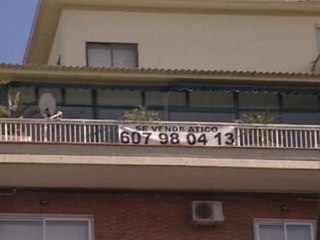 SE VENDE ATICO
607 98 04 13